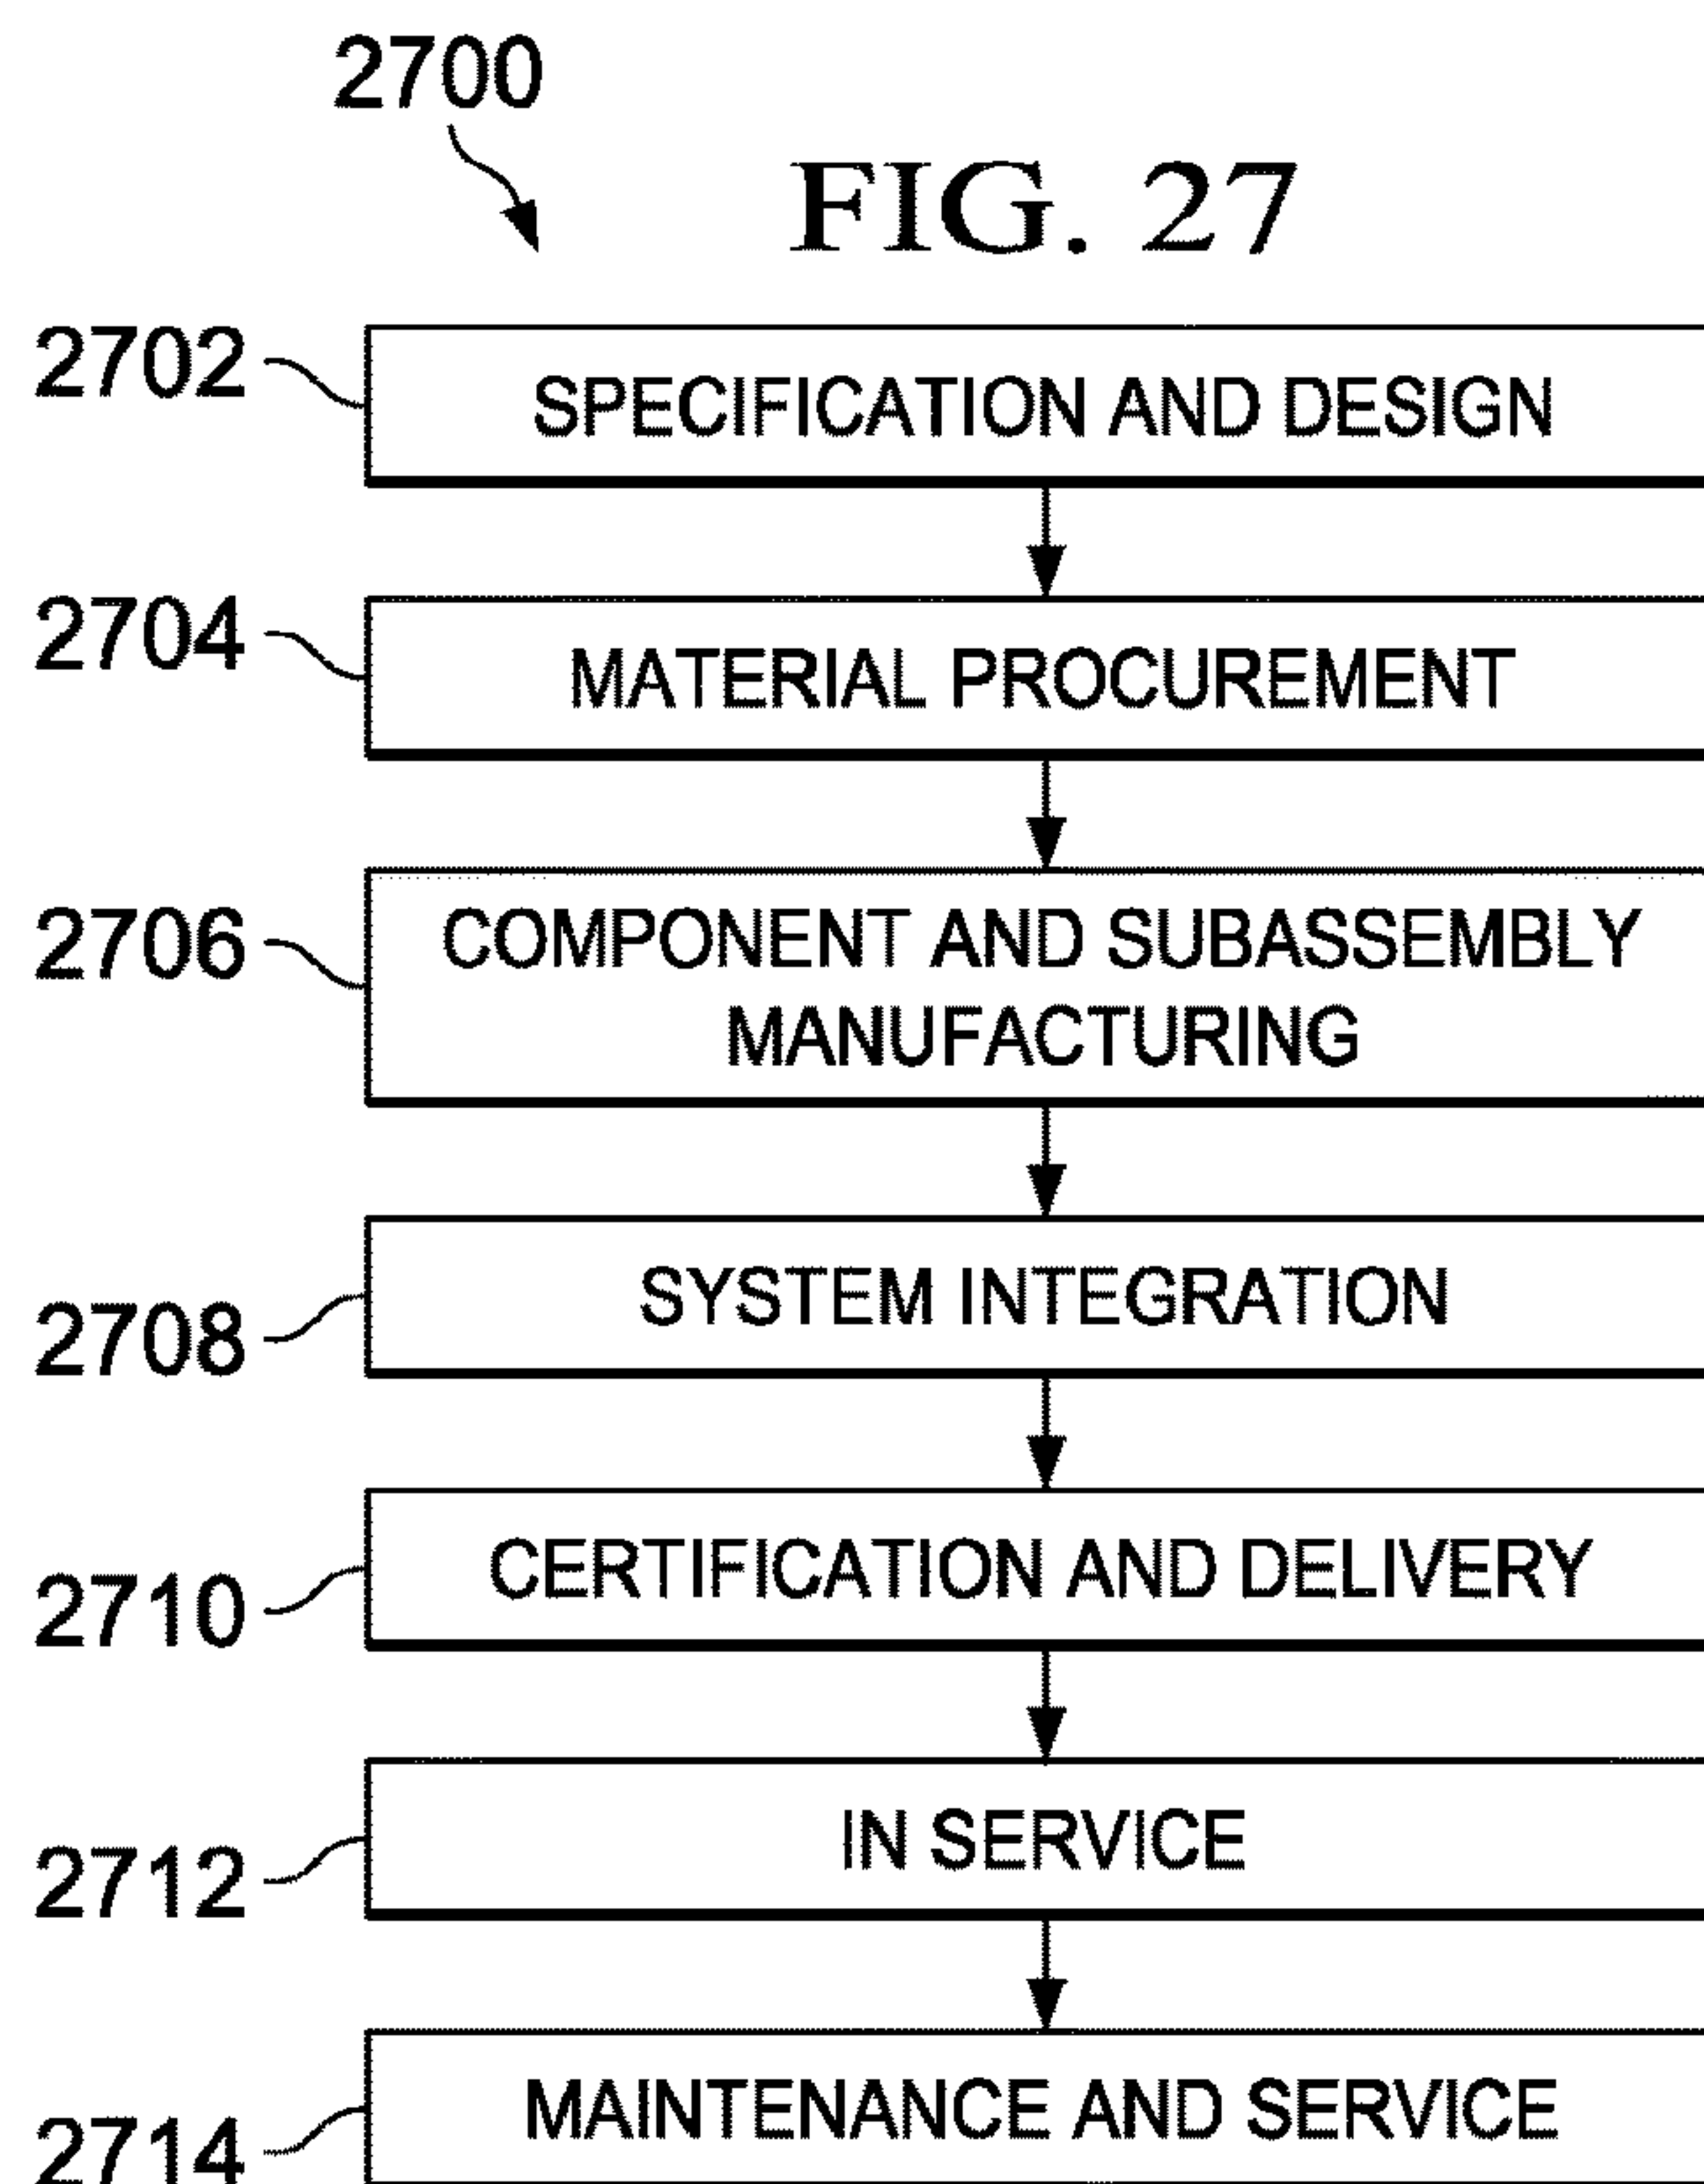 2700
FIG. 27
2702
SPECIFICATION AND DESIGN
2704
MATERIAL PROCUREMENT
2706
COMPONENT AND SUBASSEMBLY
MANUFACTURING
2708
SYSTEM INTEGRATION
2710
CERTIFICATION AND DELIVERY
2712
IN SERVICE
2714
MAINTENANCE AND SERVICE